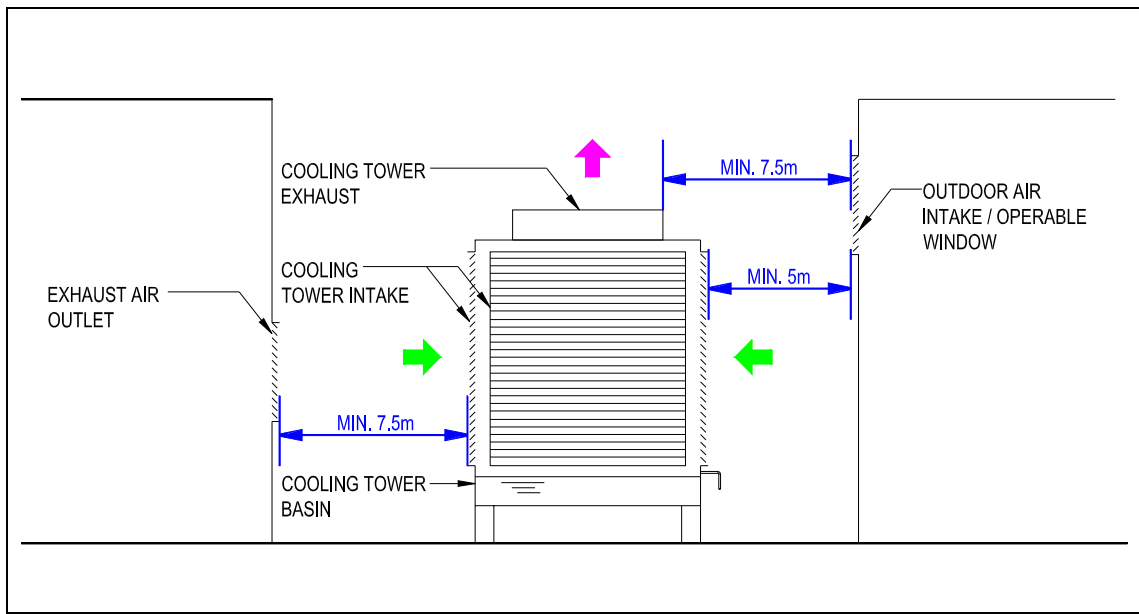 COOLING TOWER
EXHAUST
MIN. 7.5m
OUTDOOR AIR
INTAKE / OPERABLE
WINDOW
COOLING
TOWER INTAKE
MIN. 5m
EXHAUST AIR
OUTLET
MIN. 7.5m
COOLING TOWER
BASIN